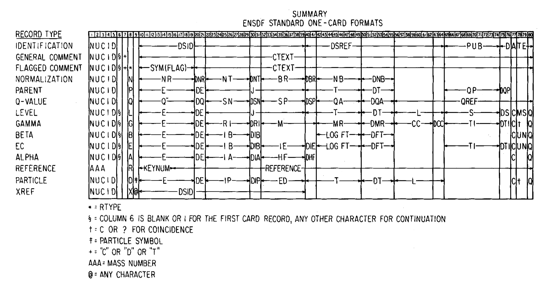 SUMMARY
ENSDF STANDARD ONE-CARD FORMATS
RECORD TYPE
IDENTIFICATION NUCID DSID DSREF PUB DATE
GENERAL COMMENT NUCID CTEXT
FLAGGED COMMENT NUCID SYM(FLAG) CTEXT
NORMALIZATION NUCID N NR DNR NT DNT BR DBR NB DNB
PARENT NUCID P E DE J T DT QP DQP
Q-VALUE NUCID Q Q⁻ DQ SN DSN SP DSP QA DQA QREF
LEVEL NUCID L E DE J T DT L S DS C MS Q
GAMMA NUCID G E DE RI DRI M MR DMR CC DCC TI DTI C † Q
BETA NUCID B E DE IB DIB LOG FT DFT C UN Q
EC NUCID E E DE IB DIB IE DIE LOG FT DFT TI DTI C UN Q
ALPHA NUCID A E DE IA DIA HF DHF C Q
REFERENCE AAA R KEYNUM REFERENCE
PARTICLE NUCID D E DE IP DIP ED T DT L C † Q
XREF NUCID X @ DSID
* = RTYPE
= COLUMN 6 IS BLANK OR 1 FOR THE FIRST CARD RECORD, ANY OTHER CHARACTER FOR CONTINUATION
† = C OR ? FOR COINCIDENCE
= PARTICLE SYMBOL
+ = "C" OR "D" OR "T"
AAA = MASS NUMBER
@ = ANY CHARACTER